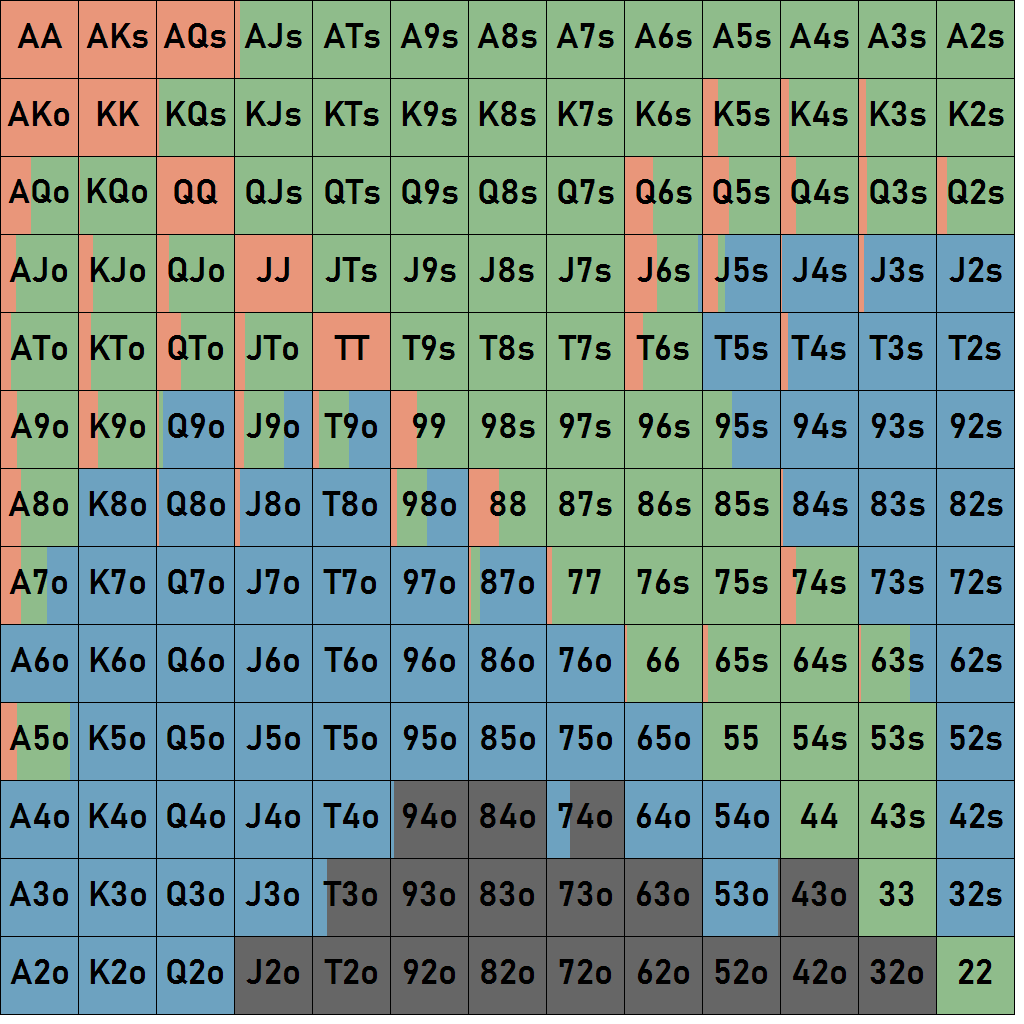 AA AKs AQs AJs ATs A9s A8s A7s A6s A5s A4s A3s A2s
AKo KK KQs KJs KTs K9s K8s K7s K6s K5s K4s K3s K2s
AQo KQo QQ QJs QTs Q9s Q8s Q7s Q6s Q5s Q4s Q3s Q2s
AJo KJo QJo JJ JTs J9s J8s J7s J6s J5s J4s J3s J2s
ATo KTo QTo JTo TT T9s T8s T7s T6s T5s T4s T3s T2s
A9o K9o Q9o J9o T9o 99 98s 97s 96s 95s 94s 93s 92s
A8o K8o Q8o J8o T8o 98o 88 87s 86s 85s 84s 83s 82s
A7o K7o Q7o J7o T7o 97o 87o 77 76s 75s 74s 73s 72s
A6o K6o Q6o J6o T6o 96o 86o 76o 66 65s 64s 63s 62s
A5o K5o Q5o J5o T5o 95o 85o 75o 65o 55 54s 53s 52s
A4o K4o Q4o J4o T4o 94o 84o 74o 64o 54o 44 43s 42s
A3o K3o Q3o J3o T3o 93o 83o 73o 63o 53o 43o 33 32s
A2o K2o Q2o J2o T2o 92o 82o 72o 62o 52o 42o 32o 22